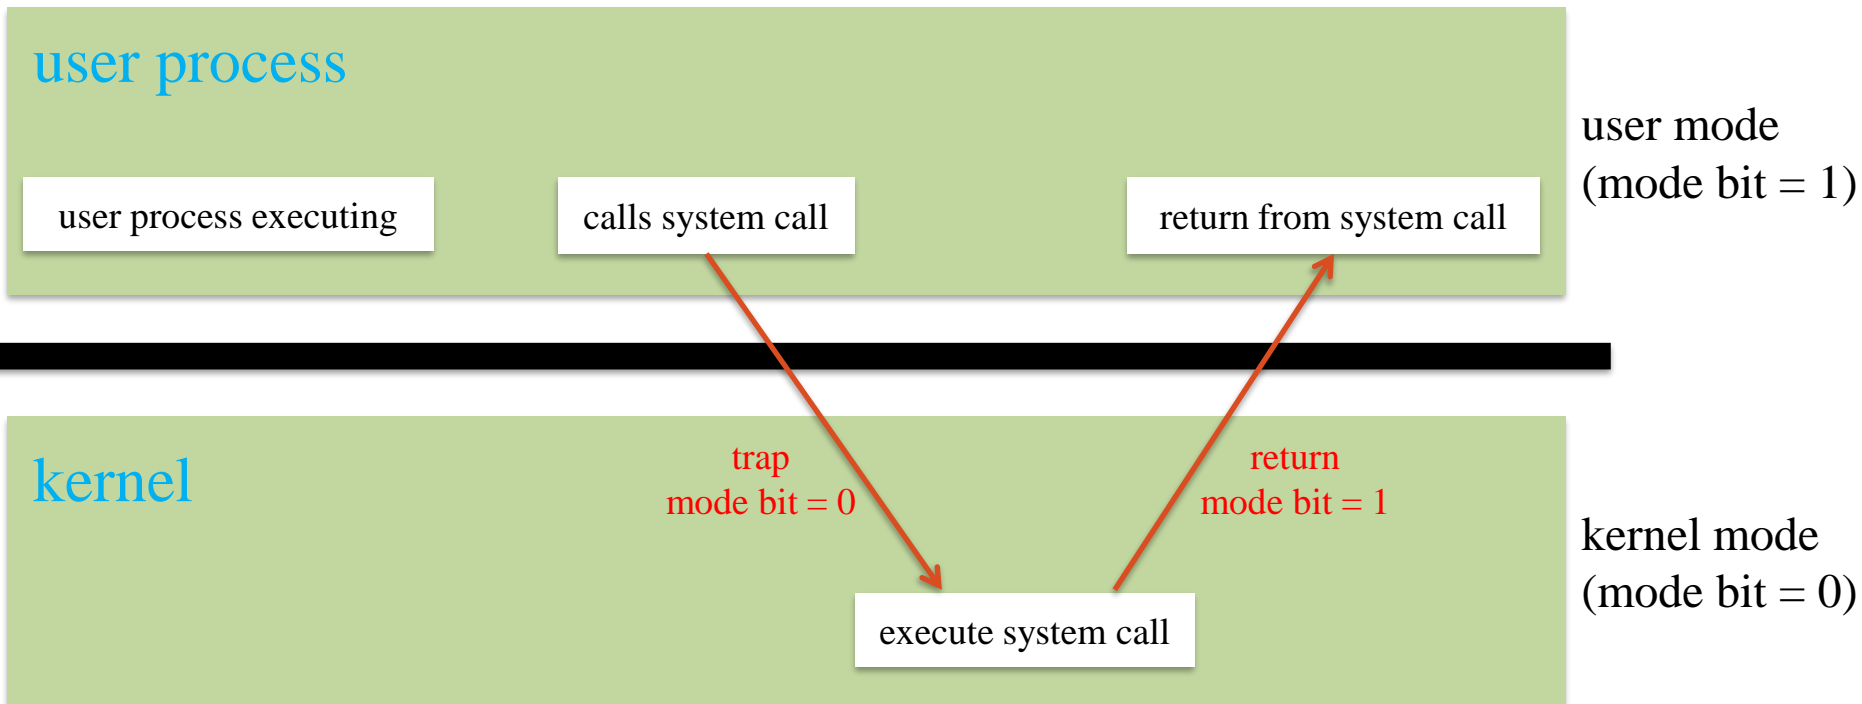 user process
user mode
(mode bit = 1)
user process executing
calls system call
return from system call
kernel
trap
mode bit = 0
return
mode bit = 1
kernel mode
(mode bit = 0)
execute system call